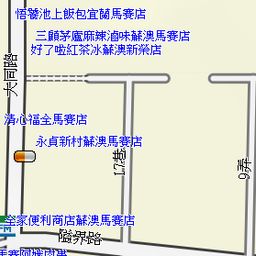 悟饕池上飯包宜蘭馬賽店
三顧茅廬麻辣滷味蘇澳馬賽店
好了啦紅茶冰蘇澳新榮店
大同路
清心福全馬賽店
永貞新村蘇澳馬賽店
17巷
9弄
全家便利商店蘇澳馬賽店
隘界路